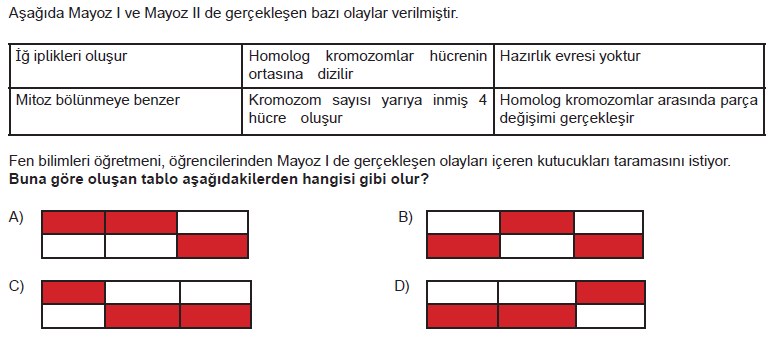 Aşağıda Mayoz I ve Mayoz II de gerçekleşen bazı olaylar verilmiştir.
İğ iplikleri oluşur
Homolog kromozomlar hücrenin
ortasına dizilir
Hazırlık evresi yoktur
Mitoz bölünmeye benzer
Kromozom sayısı yarıya inmiş 4
hücre oluşur
Homolog kromozomlar arasında parça
değişimi gerçekleşir
Fen bilimleri öğretmeni, öğrencilerinden Mayoz I de gerçekleşen olayları içeren kutucukları taramasını istiyor.
Buna göre oluşan tablo aşağıdakilerden hangisi gibi olur?
A)
B)
C)
D)